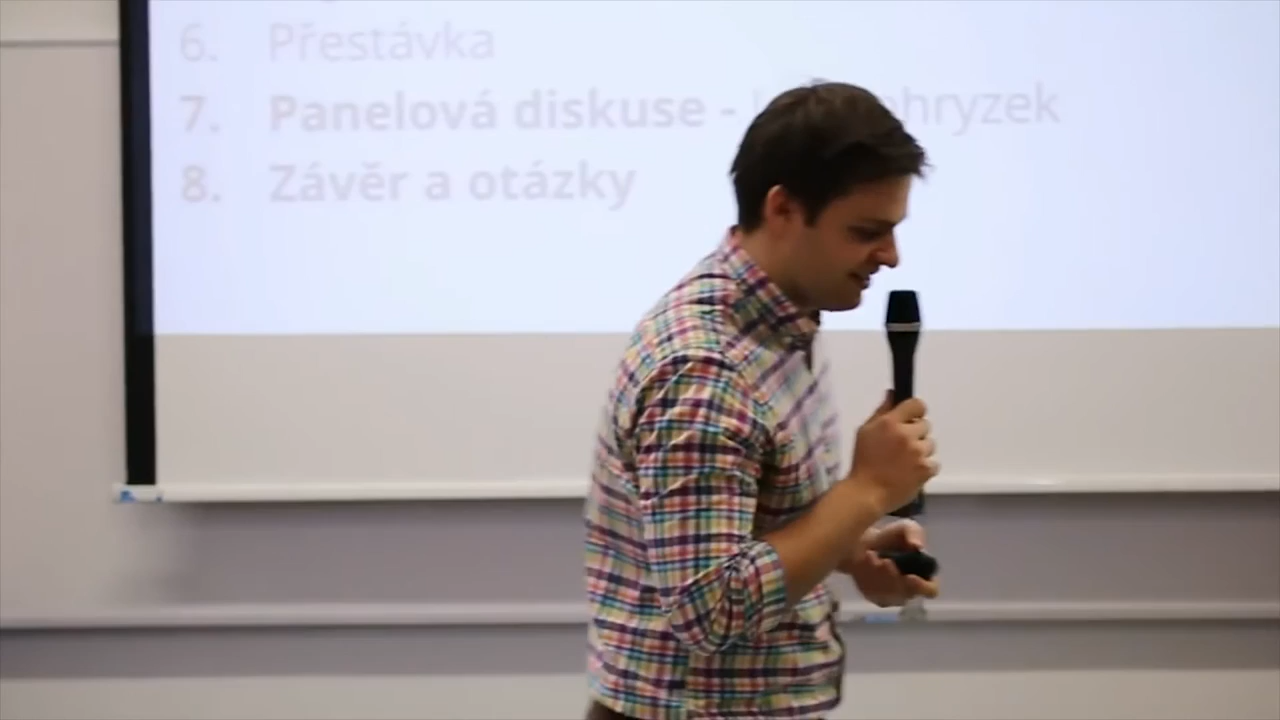 6. Přestávka
7. Panelová diskuse -
8. Závěr a otázky